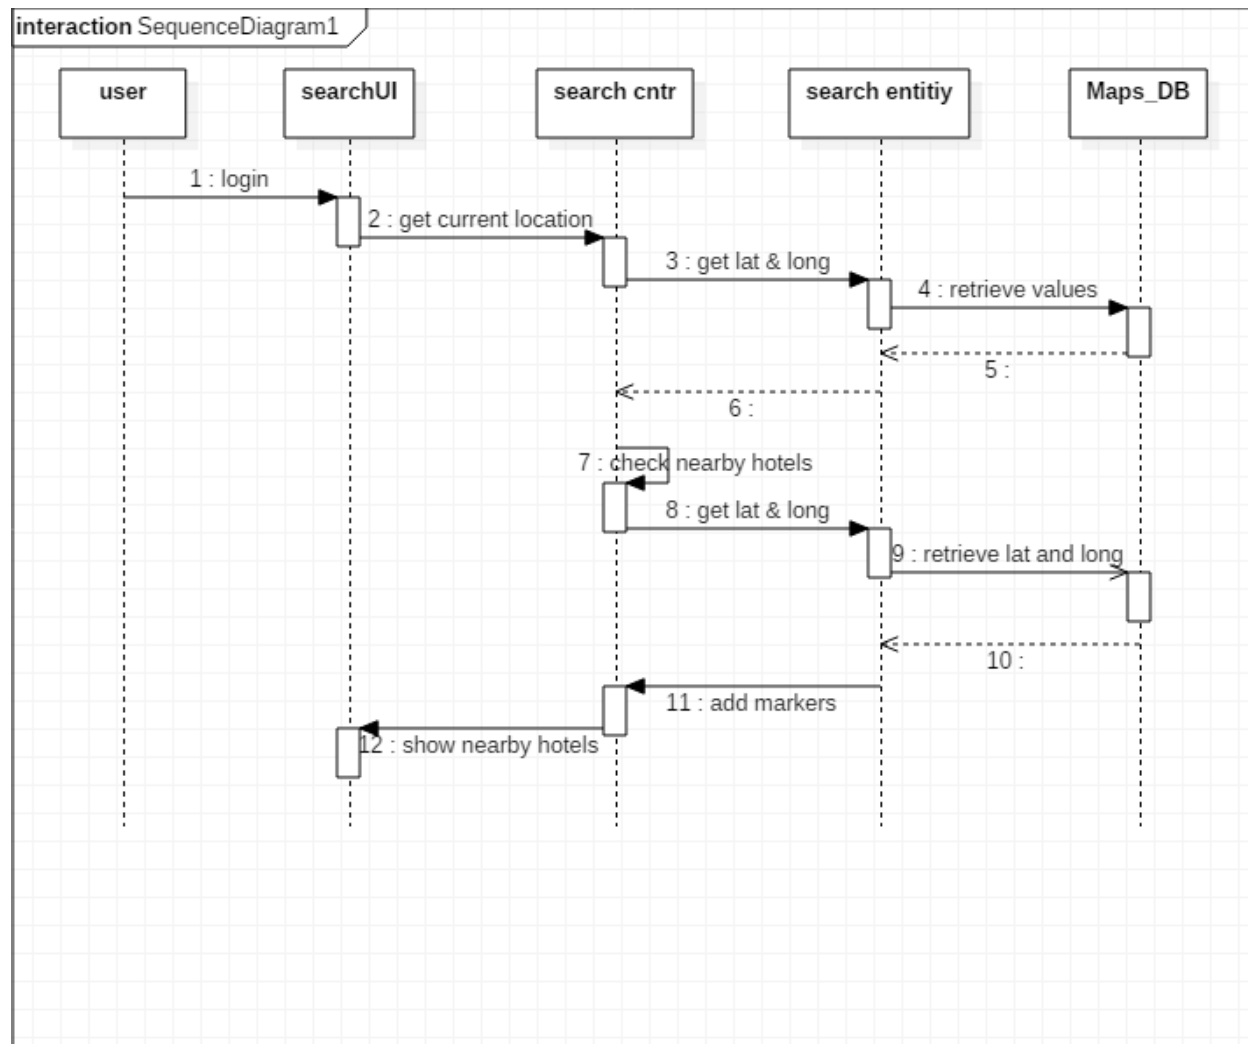 interaction SequenceDiagram1
user
searchUI
search cntr
search entitiy
Maps_DB
1 : login
2 : get current location
3 : get lat & long
4 : retrieve values
5 :
6 :
7 : check nearby hotels
8 : get lat & long
9 : retrieve lat and long
10 :
11 : add markers
12 : show nearby hotels